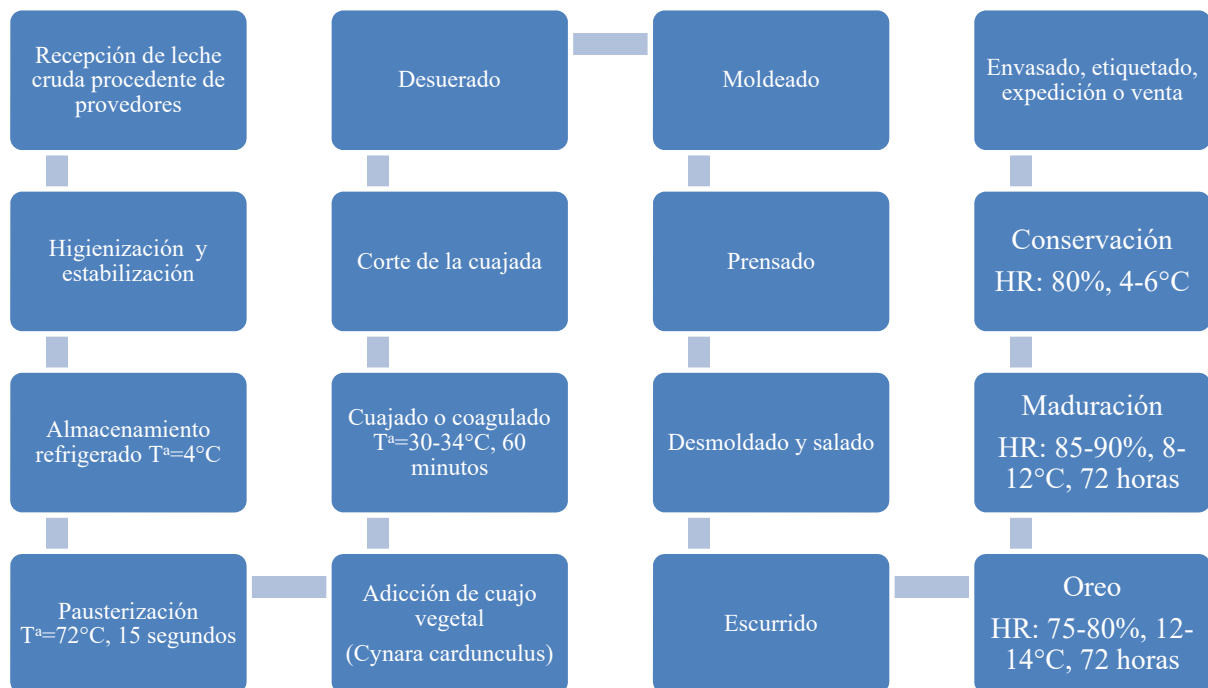 Recepción de leche
cruda procedente de
provedores
Higienización y
estabilización
Almacenamiento
refrigerado Tª=4°C
Pausterización
Tª=72°C, 15 segundos
Adicción de cuajo
vegetal
(Cynara cardunculus)
Cuajado o coagulado
Tª=30-34°C, 60
minutos
Corte de la cuajada
Desuerado
Moldeado
Prensado
Desmoldado y salado
Escurrido
Oreo
HR: 75-80%, 12-
14°C, 72 horas
Maduración
HR: 85-90%, 8-
12°C, 72 horas
Conservación
HR: 80%, 4-6°C
Envasado, etiquetado,
expedición o venta